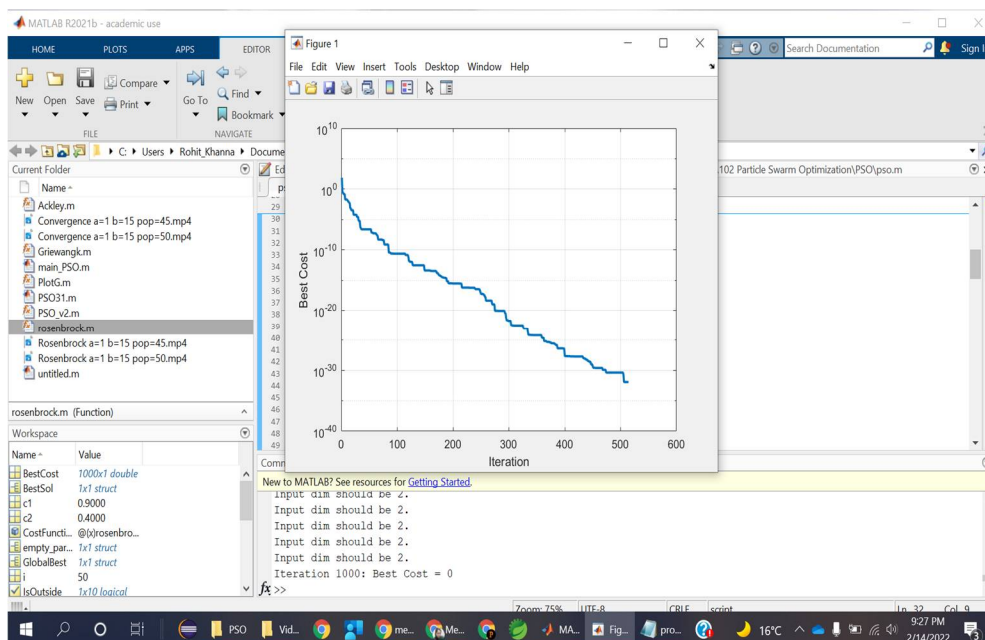 MATLAB R2021b - academic use
HOME PLOTS APPS EDITOR
Search Documentation
Sign I
New Open Save Compare Print Go To Find Bookmark
FILE NAVIGATE
C: Users Rohit_Khanna Docume
102 Particle Swarm Optimization\PSO\pso.m
Current Folder
Name
Ackley.m
Convergence a=1 b=15 pop=45.mp4
Convergence a=1 b=15 pop=50.mp4
Griewangk.m
main_PSO.m
PlotG.m
PSO31.m
PSO_v2.m
rosenbrock.m
Rosenbrock a=1 b=15 pop=45.mp4
Rosenbrock a=1 b=15 pop=50.mp4
untitled.m
rosenbrock.m (Function)
Workspace
Name Value
BestCost 1000x1 double
BestSol 1x1 struct
c1 0.9000
c2 0.4000
CostFuncti... @(x)rosenbro...
empty_par... 1x1 struct
GlobalBest 1x1 struct
i 50
IsOutside 1x10 logical
Ed
29
30
31
32
33
34
35
36
37
38
39
40
41
42
43
44
45
46
47
48
49
Figure 1
File Edit View Insert Tools Desktop Window Help
10^10
10^0
10^-10
10^-20
10^-30
10^-40
Best Cost
0 100 200 300 400 500 600
Iteration
Comm
New to MATLAB? See resources for Getting Started.
Input dim should be 2.
Input dim should be 2.
Input dim should be 2.
Input dim should be 2.
Input dim should be 2.
Iteration 1000: Best Cost = 0
fx >>
Zoom: 75% UTF-8 CRLF script Ln 32 Col 9
PSO Vid... me... Me... MA... Fig... pro... 16°C 9:27 PM
2/14/2022